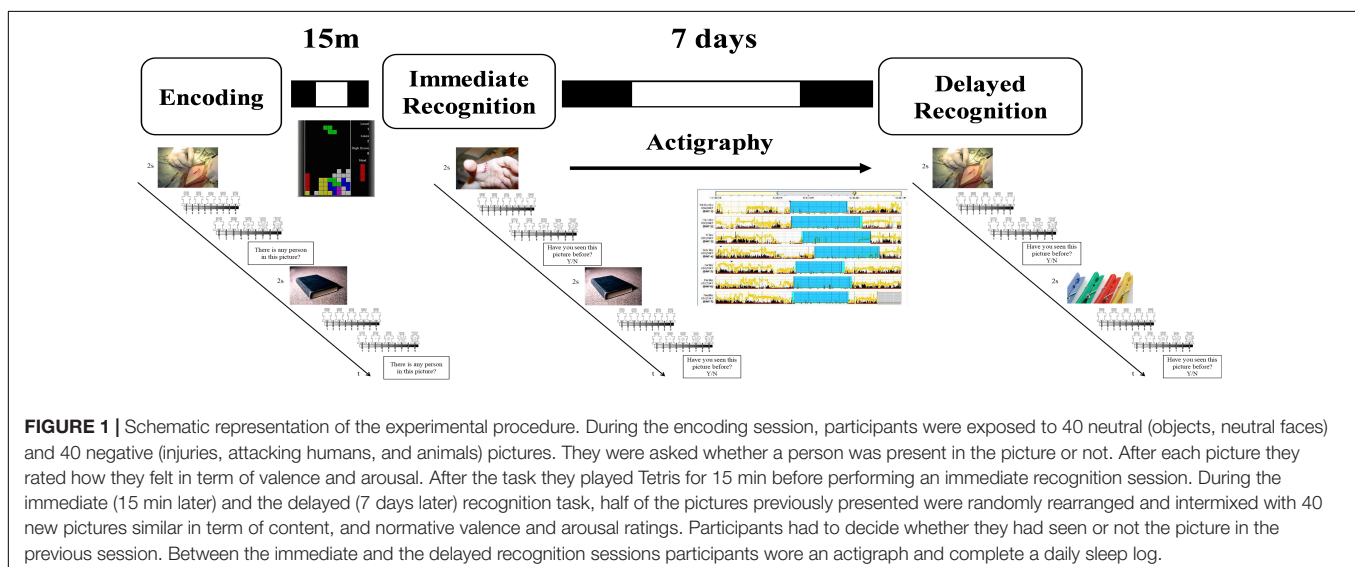 15m
7 days
Encoding
Immediate
Recognition
Delayed
Recognition
Actigraphy
2s
There is any person
in this picture?
2s
There is any person
in this picture?
t
2s
Have you seen this
picture before?
Y/N
2s
Have you seen this
picture before?
Y/N
t
2s
Have you seen this
picture before?
Y/N
2s
Have you seen this
picture before?
Y/N
t
FIGURE 1 | Schematic representation of the experimental procedure. During the encoding session, participants were exposed to 40 neutral (objects, neutral faces)
and 40 negative (injuries, attacking humans, and animals) pictures. They were asked whether a person was present in the picture or not. After each picture they
rated how they felt in term of valence and arousal. After the task they played Tetris for 15 min before performing an immediate recognition session. During the
immediate (15 min later) and the delayed (7 days later) recognition task, half of the pictures previously presented were randomly rearranged and intermixed with 40
new pictures similar in term of content, and normative valence and arousal ratings. Participants had to decide whether they had seen or not the picture in the
previous session. Between the immediate and the delayed recognition sessions participants wore an actigraph and complete a daily sleep log.